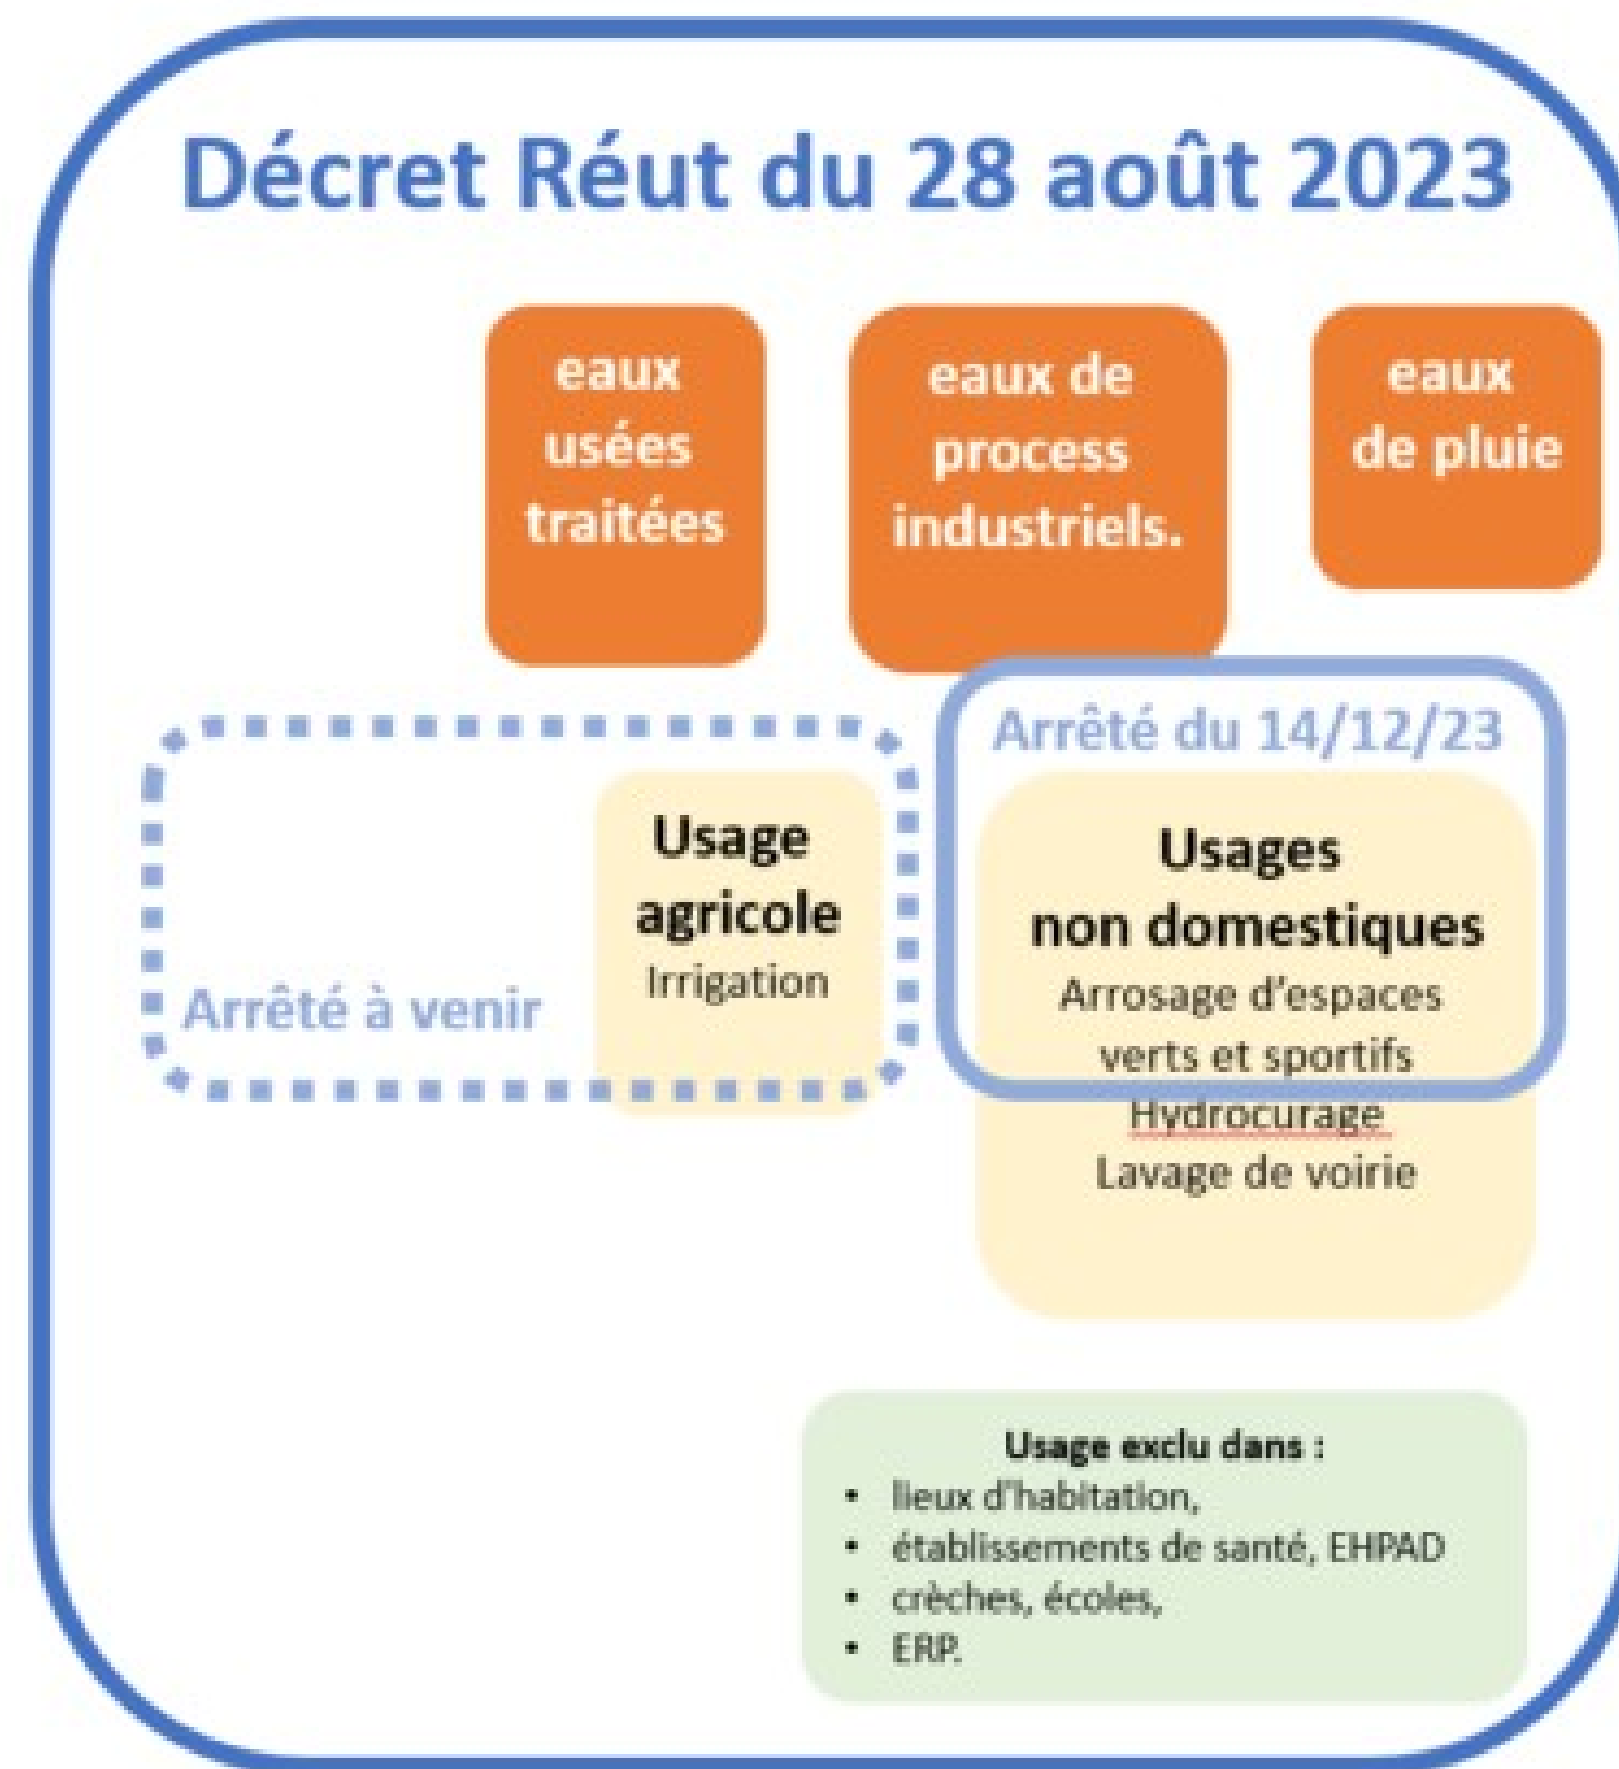 Décret Réut du 28 août 2023
eaux
usées
traitées
eaux de
process
industriels.
eaux
de pluie
Arrêté à venir
Usage
agricole
Irrigation
Arrêté du 14/12/23
Usages
non domestiques
Arrosage d'espaces
verts et sportifs
Hydrocurage
Lavage de voirie
Usage exclu dans :
• lieux d'habitation,
• établissements de santé, EHPAD
• crèches, écoles,
• ERP.